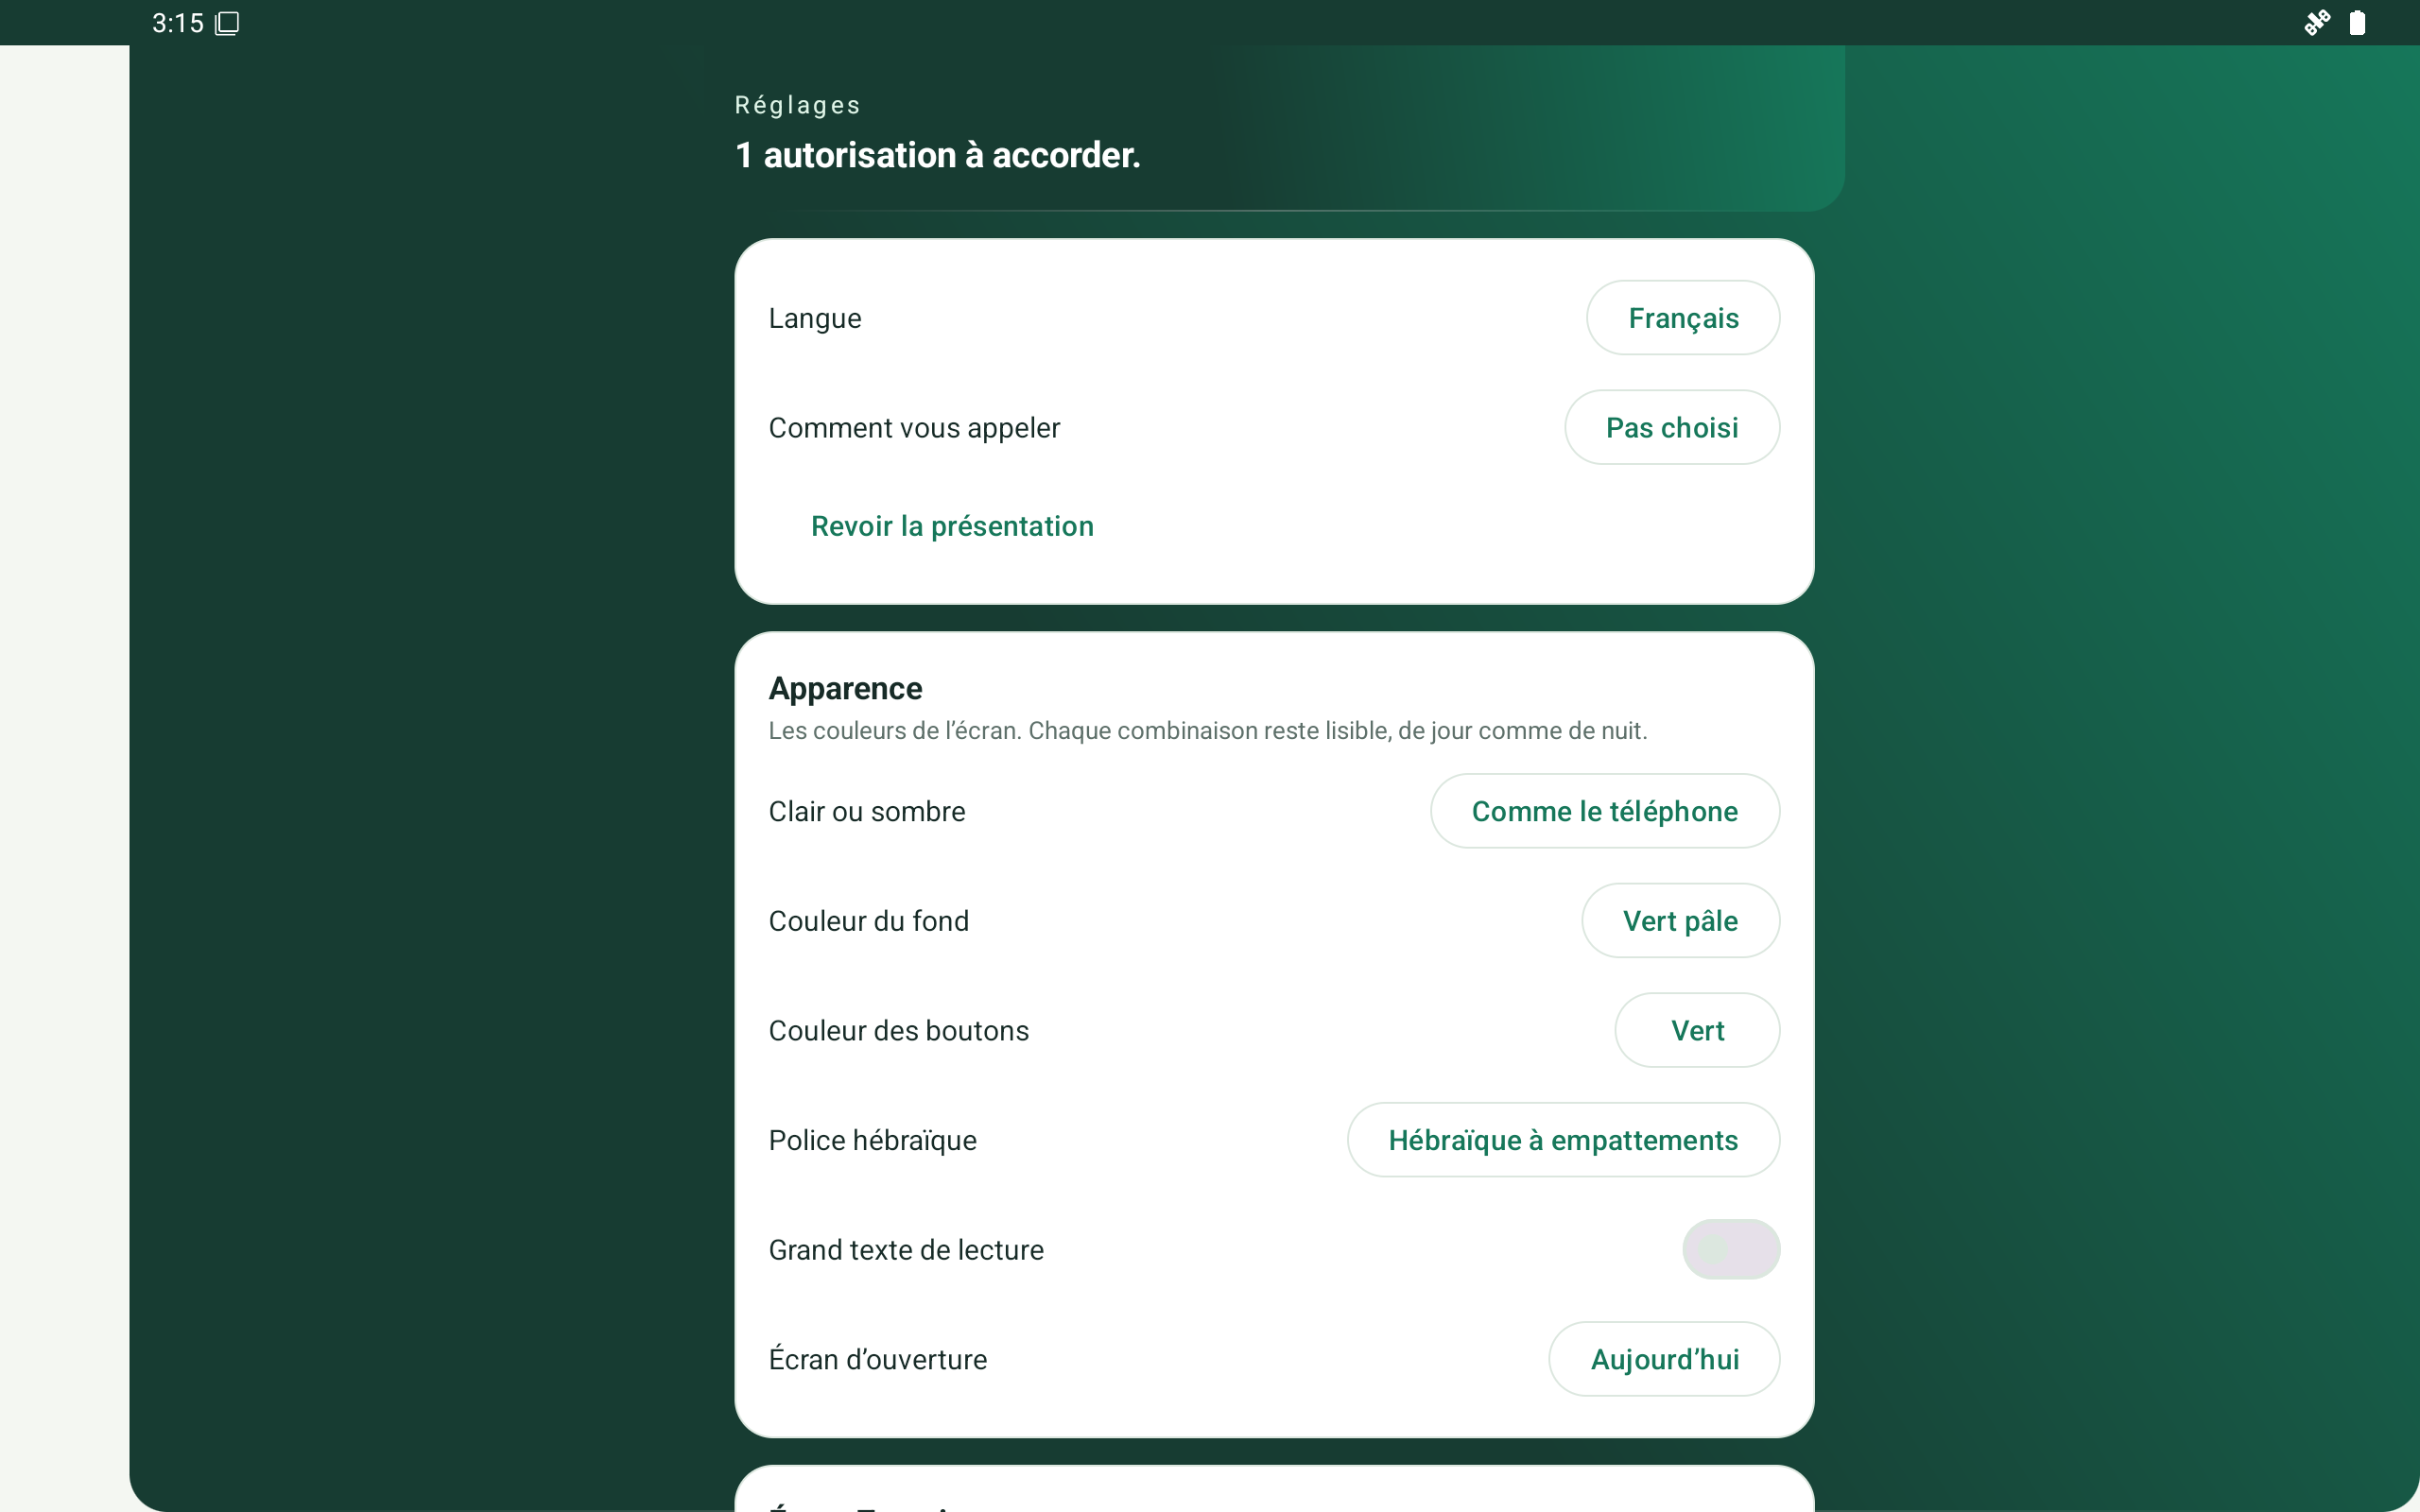 3:15
Réglages
1 autorisation à accorder.
Langue
Français
Comment vous appeler
Pas choisi
Revoir la présentation
Apparence
Les couleurs de l’écran. Chaque combinaison reste lisible, de jour comme de nuit.
Clair ou sombre
Comme le téléphone
Couleur du fond
Vert pâle
Couleur des boutons
Vert
Police hébraïque
Hébraïque à empattements
Grand texte de lecture
Écran d’ouverture
Aujourd’hui